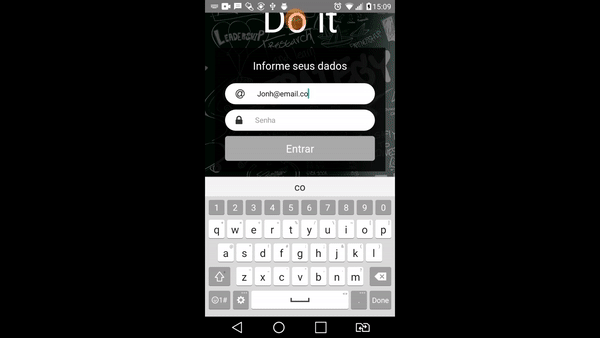 15:09
Do It
LEADERSHIP
Research
Informe seus dados
@ Jonh@email.co
Senha
Entrar
co
1 2 3 4 5 6 7 8 9 0
q w e r t y u i o p
a s d f g h j k l
z x c v b n m
1# . Done